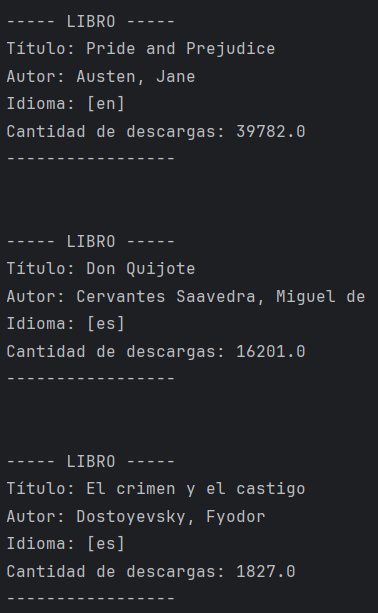 ----- LIBRO -----
Título: Pride and Prejudice
Autor: Austen, Jane
Idioma: [en]
Cantidad de descargas: 39782.0
-----------------
----- LIBRO -----
Título: Don Quijote
Autor: Cervantes Saavedra, Miguel de
Idioma: [es]
Cantidad de descargas: 16201.0
-----------------
----- LIBRO -----
Título: El crimen y el castigo
Autor: Dostoyevsky, Fyodor
Idioma: [es]
Cantidad de descargas: 1827.0
-----------------